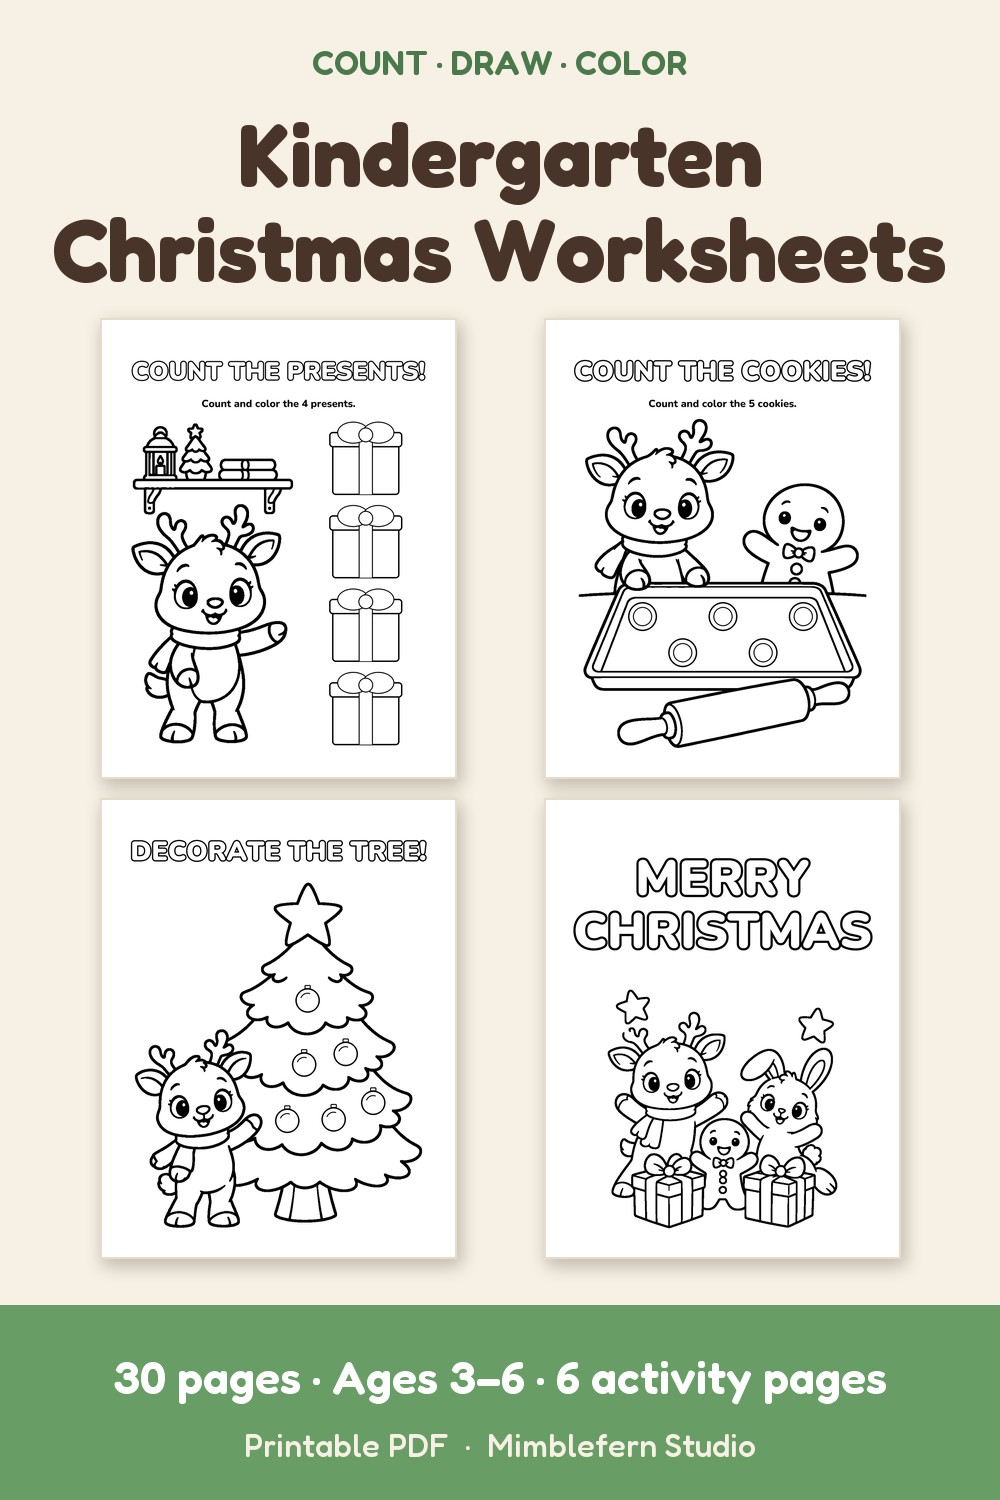 COUNT · DRAW · COLOR
Kindergarten
Christmas Worksheets
COUNT THE PRESENTS!
Count and color the 4 presents.
COUNT THE COOKIES!
Count and color the 5 cookies.
DECORATE THE TREE!
MERRY
CHRISTMAS
30 pages · Ages 3–6 · 6 activity pages
Printable PDF · Mimblefern Studio